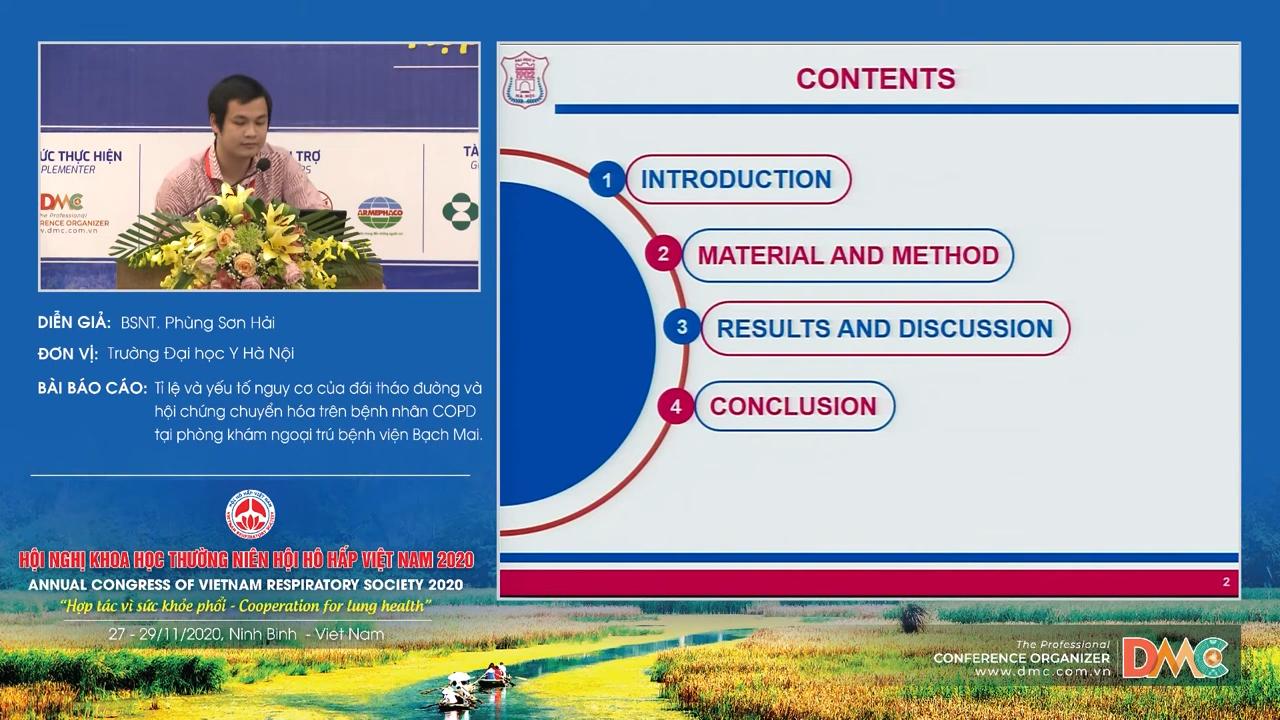 ỨC THỰC HIỆN
PLEMENTER
TRỢ
TÀ
DMC
The Professional
RENCE ORGANIZER
w.dmc.com.vn
ARMEPHACO
DIỄN GIẢ: BSNT. Phùng Sơn Hải
ĐƠN VỊ: Trường Đại học Y Hà Nội
BÀI BÁO CÁO: Tỉ lệ và yếu tố nguy cơ của đái tháo đường và
hội chứng chuyển hóa trên bệnh nhân COPD
tại phòng khám ngoại trú bệnh viện Bạch Mai.
HỘI NGHỊ KHOA HỌC THƯỜNG NIÊN HỘI HÔ HẤP VIỆT NAM 2020
ANNUAL CONGRESS OF VIETNAM RESPIRATORY SOCIETY 2020
“Hợp tác vì sức khỏe phổi - Cooperation for lung health”
27 - 29/11/2020, Ninh Binh - Viet Nam
CONTENTS
1 INTRODUCTION
2 MATERIAL AND METHOD
3 RESULTS AND DISCUSSION
4 CONCLUSION
2
The Professional
CONFERENCE ORGANIZER
www.dmc.com.vn
DMC